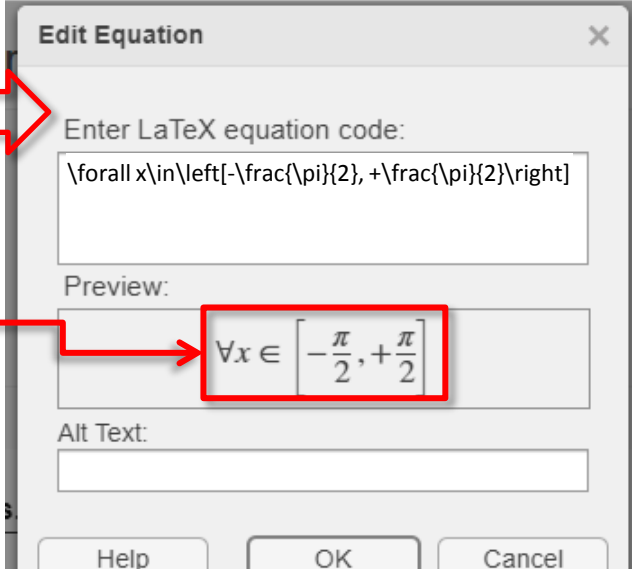 Edit Equation ×
Enter LaTeX equation code:
\forall x\in\left[-\frac{\pi}{2}, +\frac{\pi}{2}\right]
Preview:
∀x ∈ [−π/2, +π/2]
Alt Text:
s.
Help OK Cancel